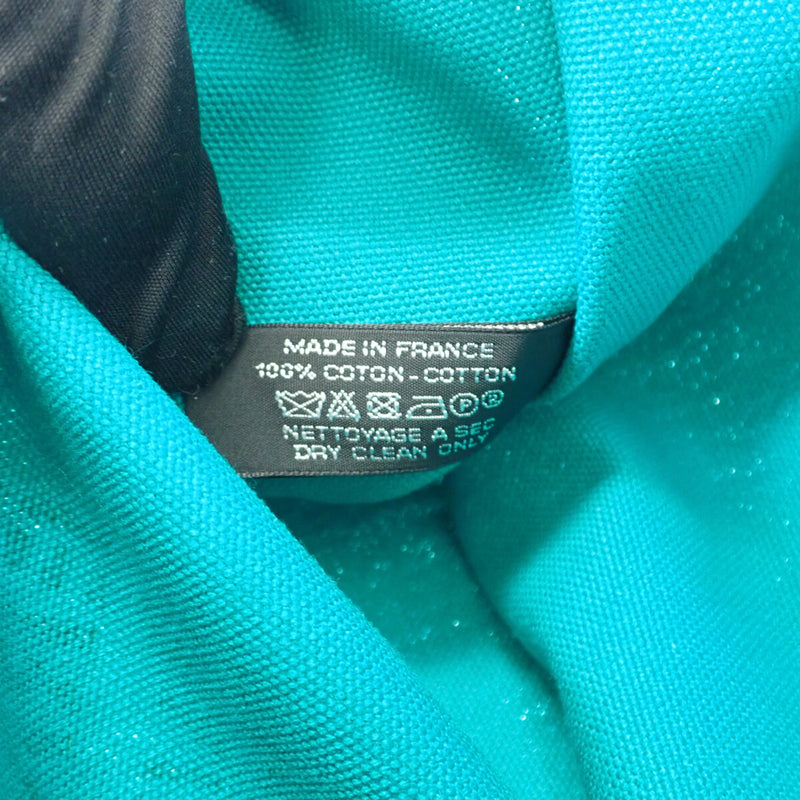 MADE IN FRANCE
100% COTON - COTTON
P ®
NETTOYAGE A SEC
DRY CLEAN ONLY